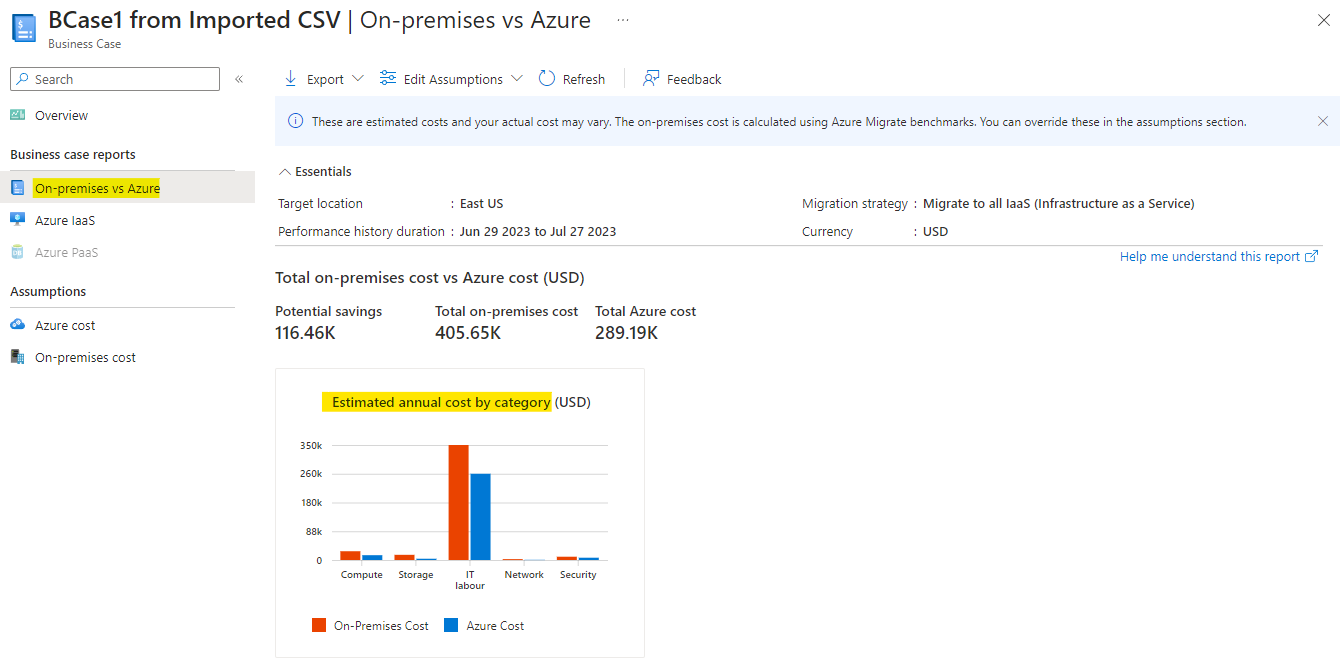 BCase1 from Imported CSV | On-premises vs Azure ...
Business Case
Search «
Export Edit Assumptions Refresh Feedback
Overview
Business case reports
On-premises vs Azure
Azure IaaS
Azure PaaS
Assumptions
Azure cost
On-premises cost
These are estimated costs and your actual cost may vary. The on-premises cost is calculated using Azure Migrate benchmarks. You can override these in the assumptions section.
Essentials
Target location : East US
Migration strategy : Migrate to all IaaS (Infrastructure as a Service)
Performance history duration : Jun 29 2023 to Jul 27 2023
Currency : USD
Help me understand this report
Total on-premises cost vs Azure cost (USD)
Potential savings Total on-premises cost Total Azure cost
116.46K 405.65K 289.19K
Estimated annual cost by category (USD)
350k
260k
180k
88k
0
Compute Storage IT labour Network Security
On-Premises Cost Azure Cost